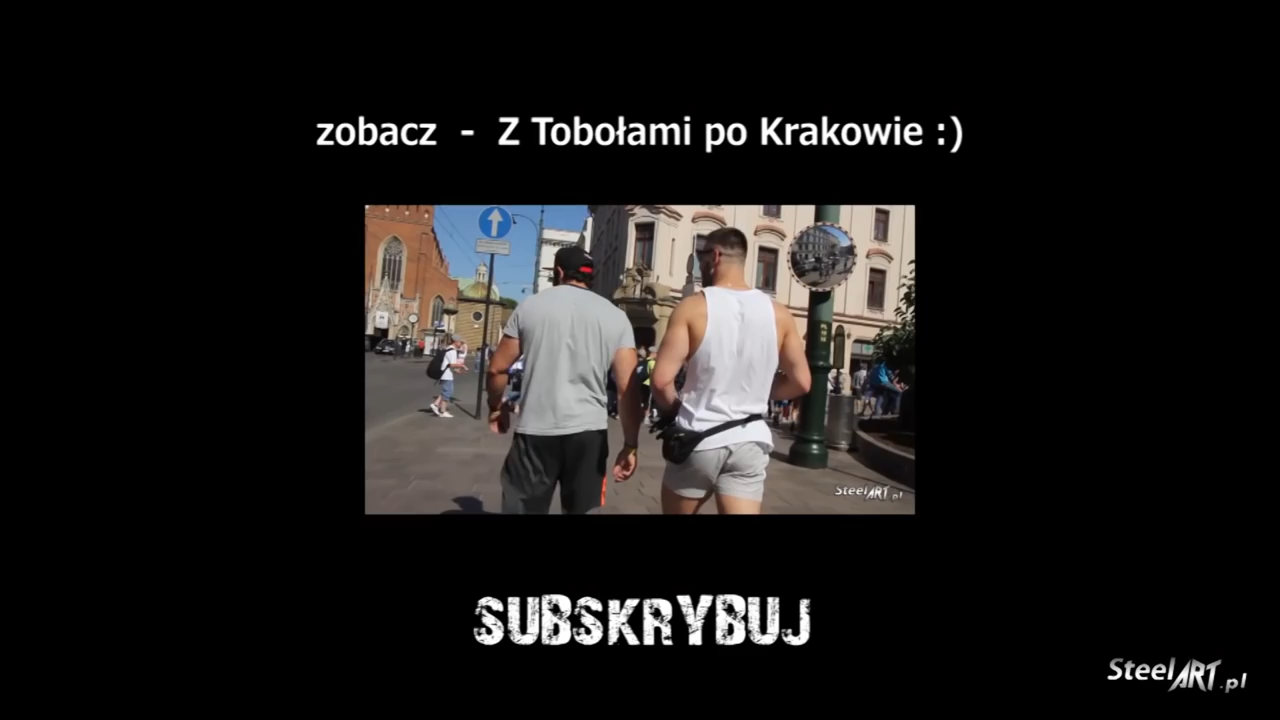 zobacz - Z Tobołami po Krakowie :)
SteelART.pl
SUBSKRYBUJ
SteelART.pl